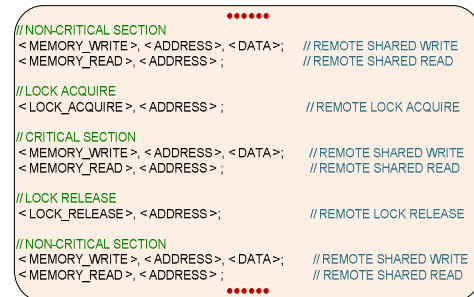 ......
//NON-CRITICAL SECTION
<MEMORY_WRITE>, <ADDRESS>, <DATA>; //REMOTE SHARED WRITE
<MEMORY_READ>, <ADDRESS>; //REMOTE SHARED READ
//LOCK ACQUIRE
<LOCK_ACQUIRE>, <ADDRESS>; //REMOTE LOCK ACQUIRE
//CRITICAL SECTION
<MEMORY_WRITE>, <ADDRESS>, <DATA>; //REMOTE SHARED WRITE
<MEMORY_READ>, <ADDRESS>; //REMOTE SHARED READ
//LOCK RELEASE
<LOCK_RELEASE>, <ADDRESS>; //REMOTE LOCK RELEASE
//NON-CRITICAL SECTION
<MEMORY_WRITE>, <ADDRESS>, <DATA>; //REMOTE SHARED WRITE
<MEMORY_READ>, <ADDRESS>; //REMOTE SHARED READ
......